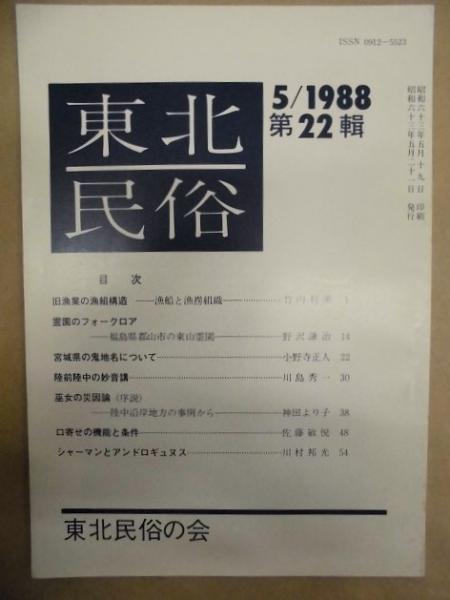 ISSN 0912-5523
5/1988
第22輯
昭和六十三年五月十九日 印刷
昭和六十三年五月二十一日 発行
東北
民俗
目次
旧漁業の漁組構造 ――漁船と漁撈組織――………竹内利美 1
霊園のフォークロア
――福島県郡山市の東山霊園――………野沢謙治 14
宮城県の鬼地名について………小野寺正人 22
陸前陸中の妙音講………川島秀一 30
巫女の災因論(序説)
――陸中沿岸地方の事例から――………神田より子 38
口寄せの機能と条件………佐藤敏悦 48
シャーマンとアンドロギュヌス………川村邦光 54
東北民俗の会